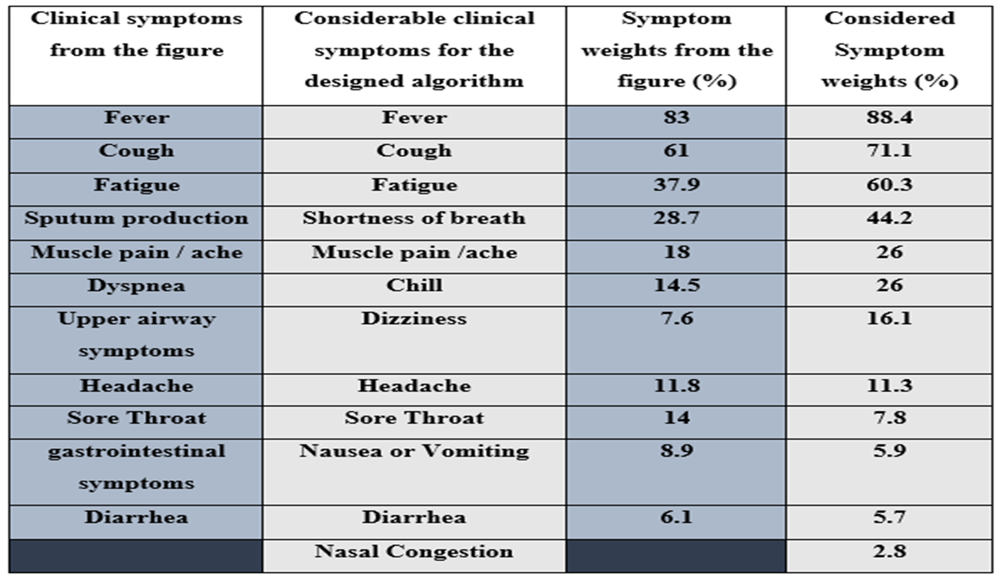 Clinical symptoms
from the figure
Considerable clinical
symptoms for the
designed algorithm
Symptom
weights from the
figure (%)
Considered
Symptom
weights (%)
Fever
Fever
83
88.4
Cough
Cough
61
71.1
Fatigue
Fatigue
37.9
60.3
Sputum production
Shortness of breath
28.7
44.2
Muscle pain / ache
Muscle pain /ache
18
26
Dyspnea
Chill
14.5
26
Upper airway
symptoms
Dizziness
7.6
16.1
Headache
Headache
11.8
11.3
Sore Throat
Sore Throat
14
7.8
gastrointestinal
symptoms
Nausea or Vomiting
8.9
5.9
Diarrhea
Diarrhea
6.1
5.7
Nasal Congestion
2.8